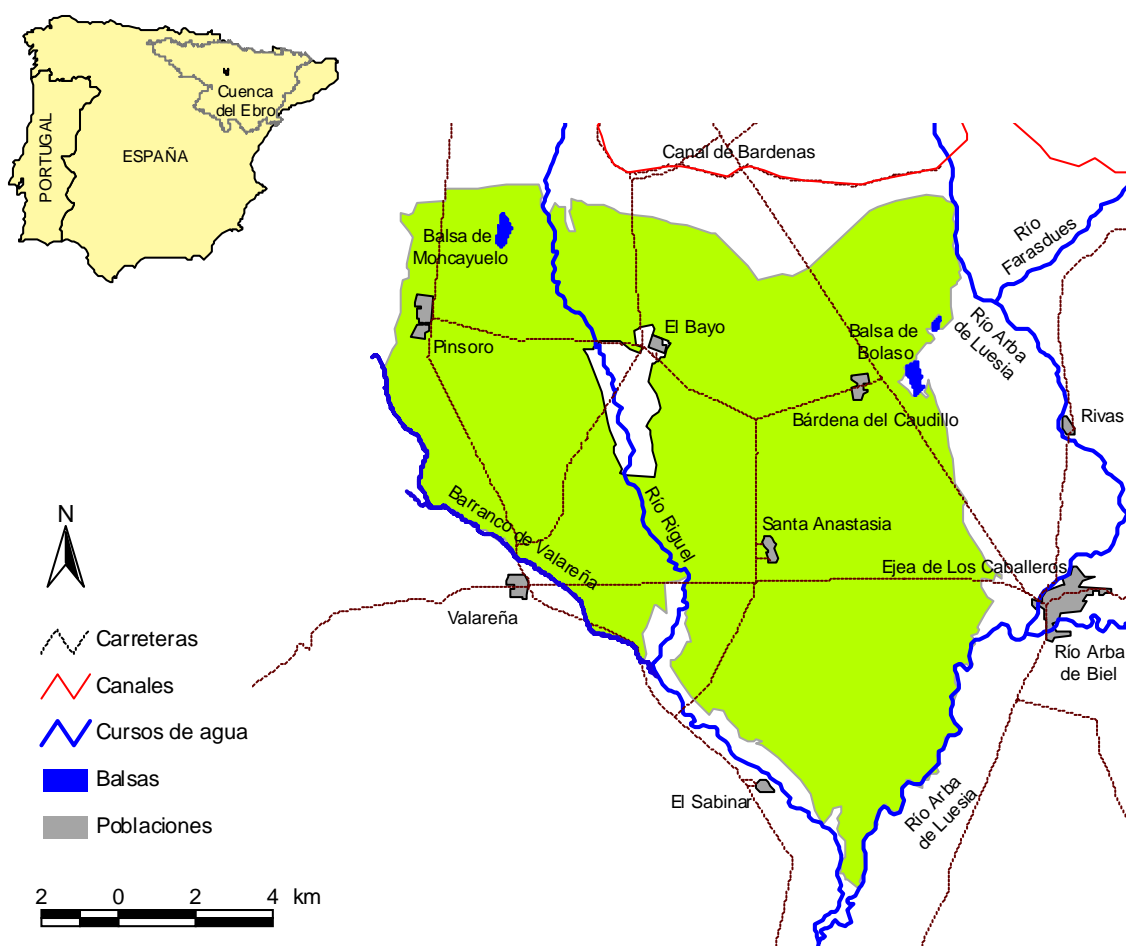 Cuenca
del Ebro
PORTUGAL
ESPAÑA
Canal de Bardenas
Balsa de
Moncayuelo
Río
Farasdues
Río Arba
de Luesia
Pinsoro
El Bayo
Balsa de
Bolaso
Bárdena del Caudillo
Rivas
Barranco de Valareña
Río Riguel
Santa Anastasia
Ejea de Los Caballeros
Valareña
Río Arba
de Biel
El Sabinar
Río Arba
de Luesia
N
Carreteras
Canales
Cursos de agua
Balsas
Poblaciones
2 0 2 4 km